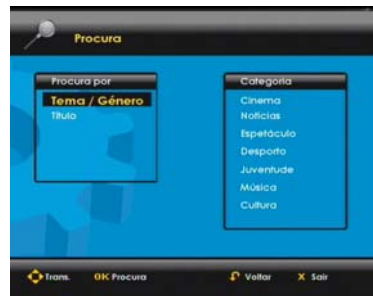 Procura
Procura por
Tema / Género
Título
Categoria
Cinema
Notícias
Espetáculo
Desporto
Juventude
Música
Cultura
Trans. OK Procura Voltar X Sair